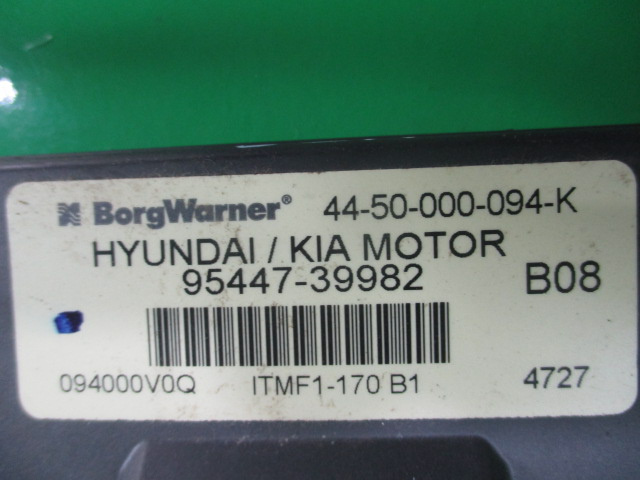 BorgWarner® 44-50-000-094-K
HYUNDAI / KIA MOTOR
95447-39982 B08
094000V0Q ITMF1-170 B1 4727